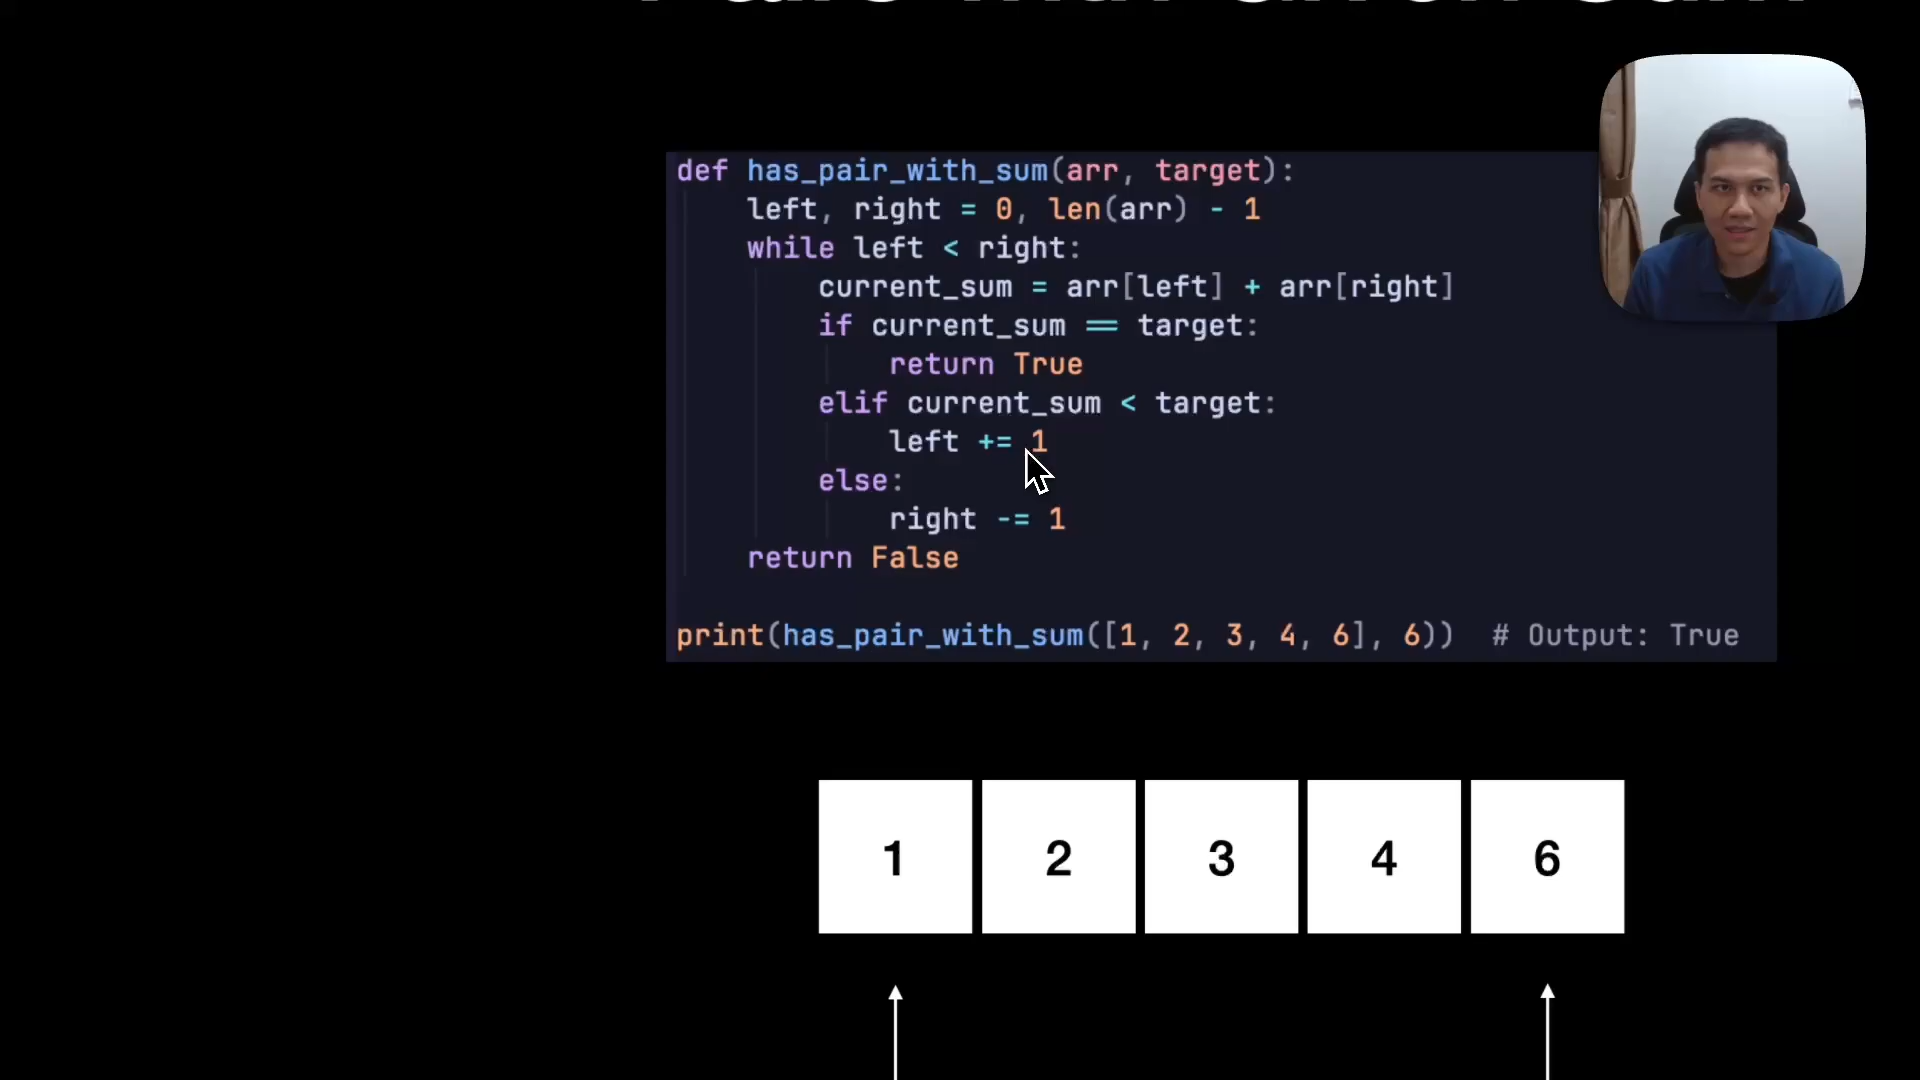 def has_pair_with_sum(arr, target):
left, right = 0, len(arr) - 1
while left < right:
current_sum = arr[left] + arr[right]
if current_sum == target:
return True
elif current_sum < target:
left += 1
else:
right -= 1
return False
print(has_pair_with_sum([1, 2, 3, 4, 6], 6)) # Output: True
1 2 3 4 6